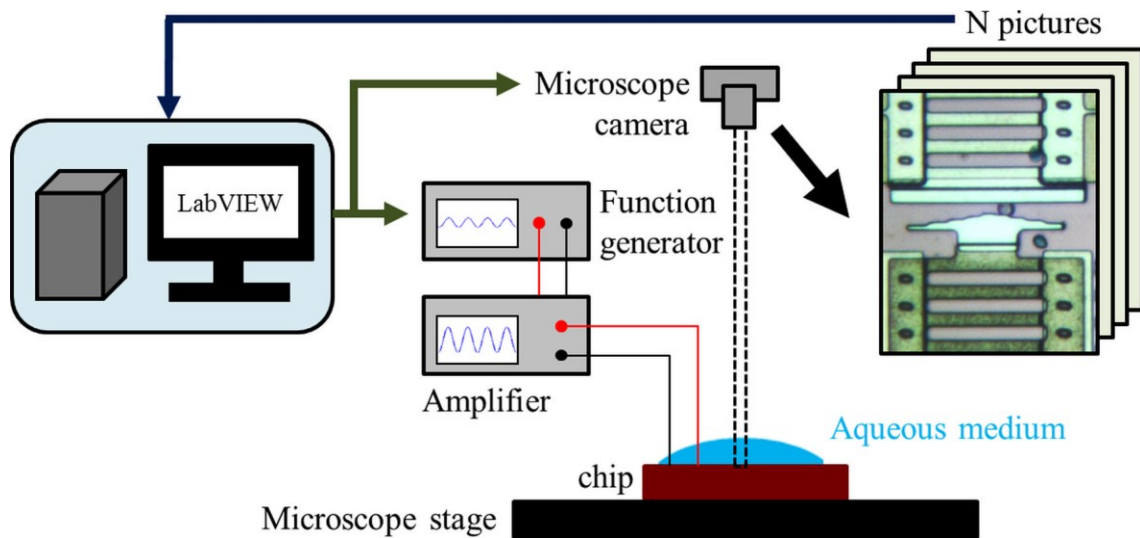 N pictures
Microscope
camera
LabVIEW
Function
generator
Amplifier
Aqueous medium
chip
Microscope stage